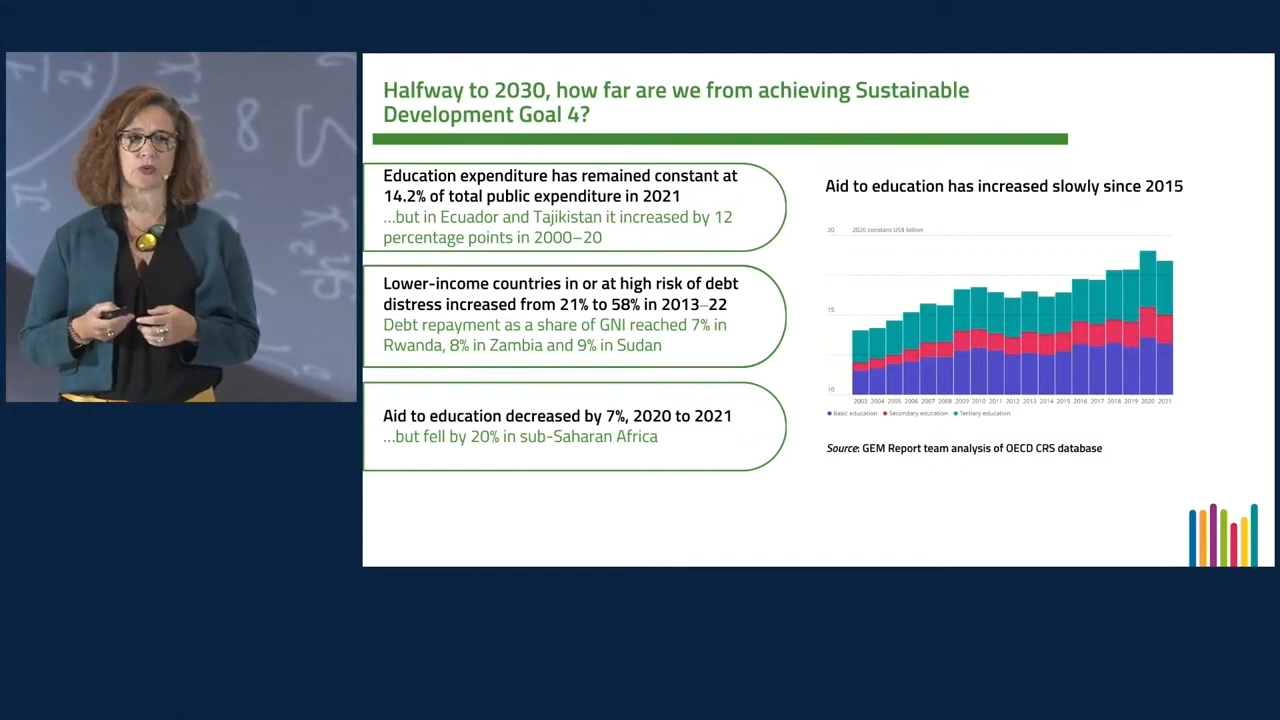 Halfway to 2030, how far are we from achieving Sustainable
Development Goal 4?
Education expenditure has remained constant at
14.2% of total public expenditure in 2021
...but in Ecuador and Tajikistan it increased by 12
percentage points in 2000–20
Lower-income countries in or at high risk of debt
distress increased from 21% to 58% in 2013–22
Debt repayment as a share of GNI reached 7% in
Rwanda, 8% in Zambia and 9% in Sudan
Aid to education decreased by 7%, 2020 to 2021
...but fell by 20% in sub-Saharan Africa
Aid to education has increased slowly since 2015
20 2020 constant US$ billion
15
10
2003 2004 2005 2006 2007 2008 2009 2010 2011 2012 2013 2014 2015 2016 2017 2018 2019 2020 2021
Basic education Secondary education Tertiary education
Source: GEM Report team analysis of OECD CRS database